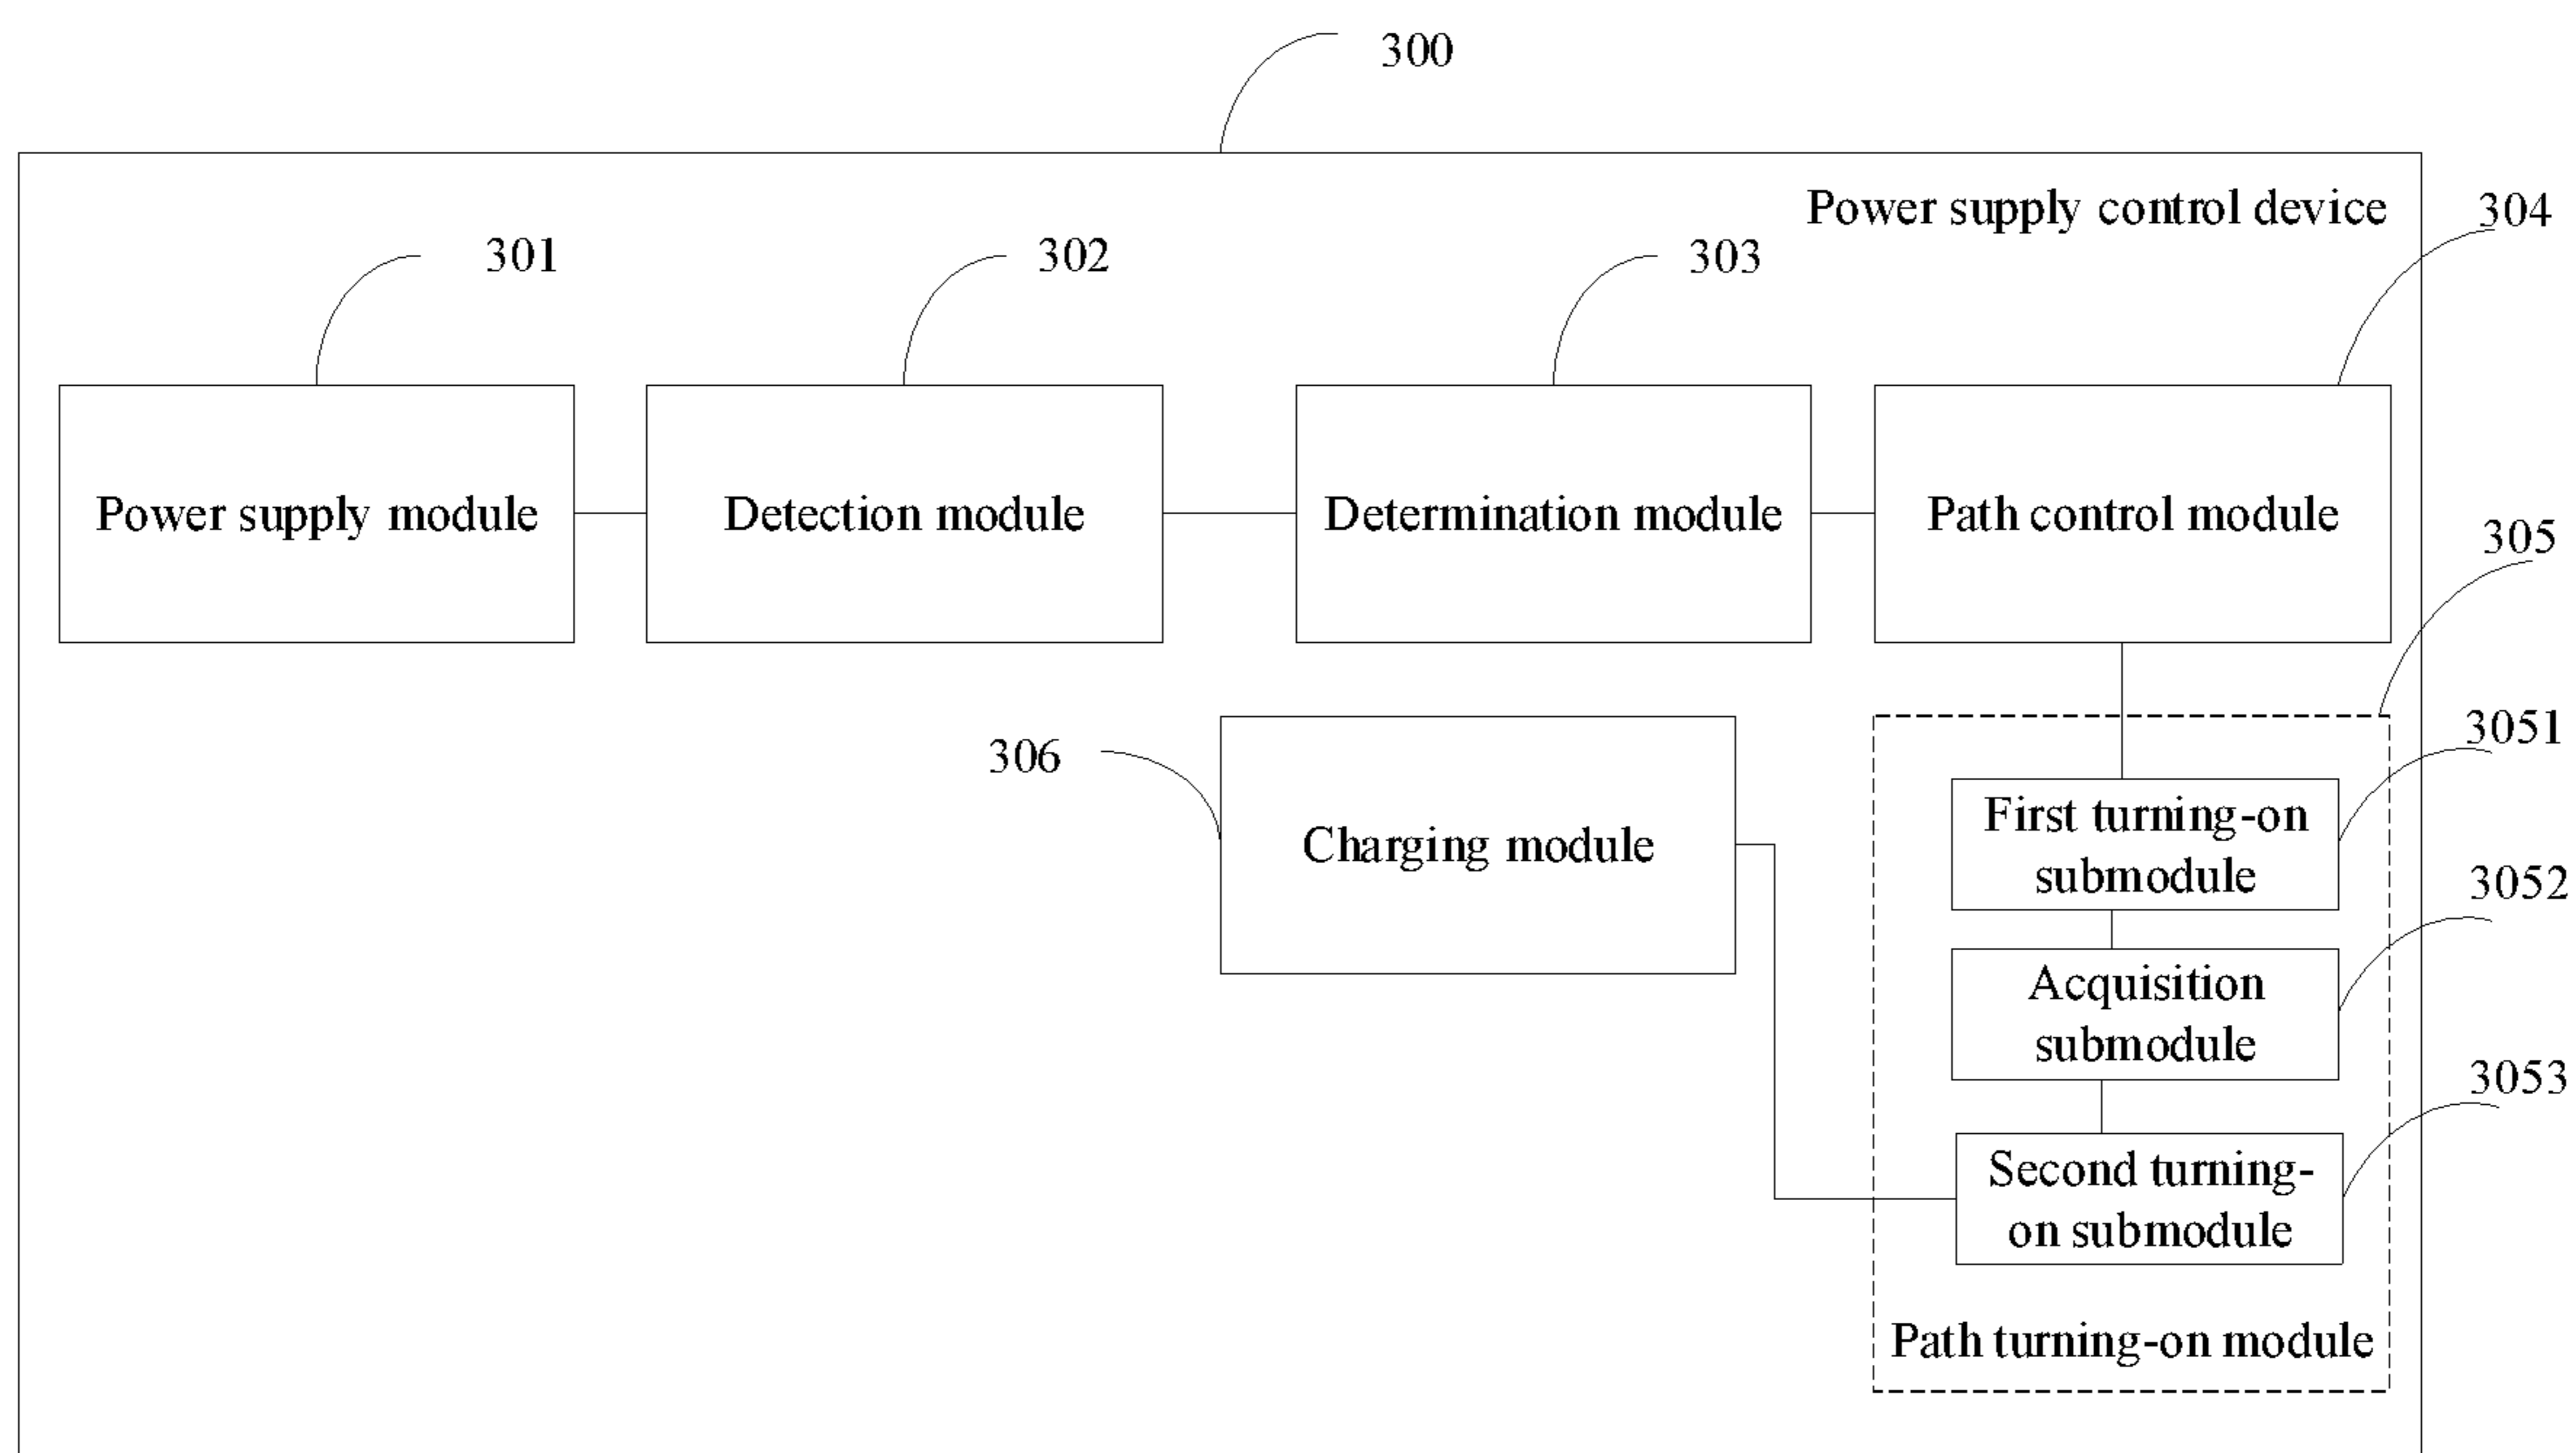 300
Power supply control device
304
301
302
303
Power supply module
Detection module
Determination module
Path control module
305
3051
306
First turning-on
submodule
Charging module
3052
Acquisition
submodule
3053
Second turning-
on submodule
Path turning-on module